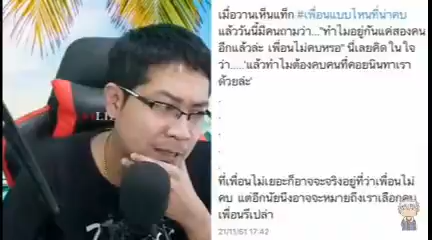 เมื่อวานเห็นแท็ก #เพื่อนแบบไหนที่น่าคบ
แล้ววันนี้มีคนถามว่า..."ทำไมอยู่กันแค่สองคน
อีกแล้วล่ะ เพื่อนไม่คบหรอ" นี่เลยคิด ใน ใจ
ว่า.....'แล้วทำไมต้องคบคนที่คอยนินทาเรา
ด้วยล่ะ'
.
.
.
.
ที่เพื่อนไม่เยอะก็อาจจะจริงอยู่ที่ว่าเพื่อนไม่
คบ แต่อีกนัยนึงอาจจะหมายถึงเราเลือกคบ
เพื่อนรึเปล่า
21/11/61 17:42